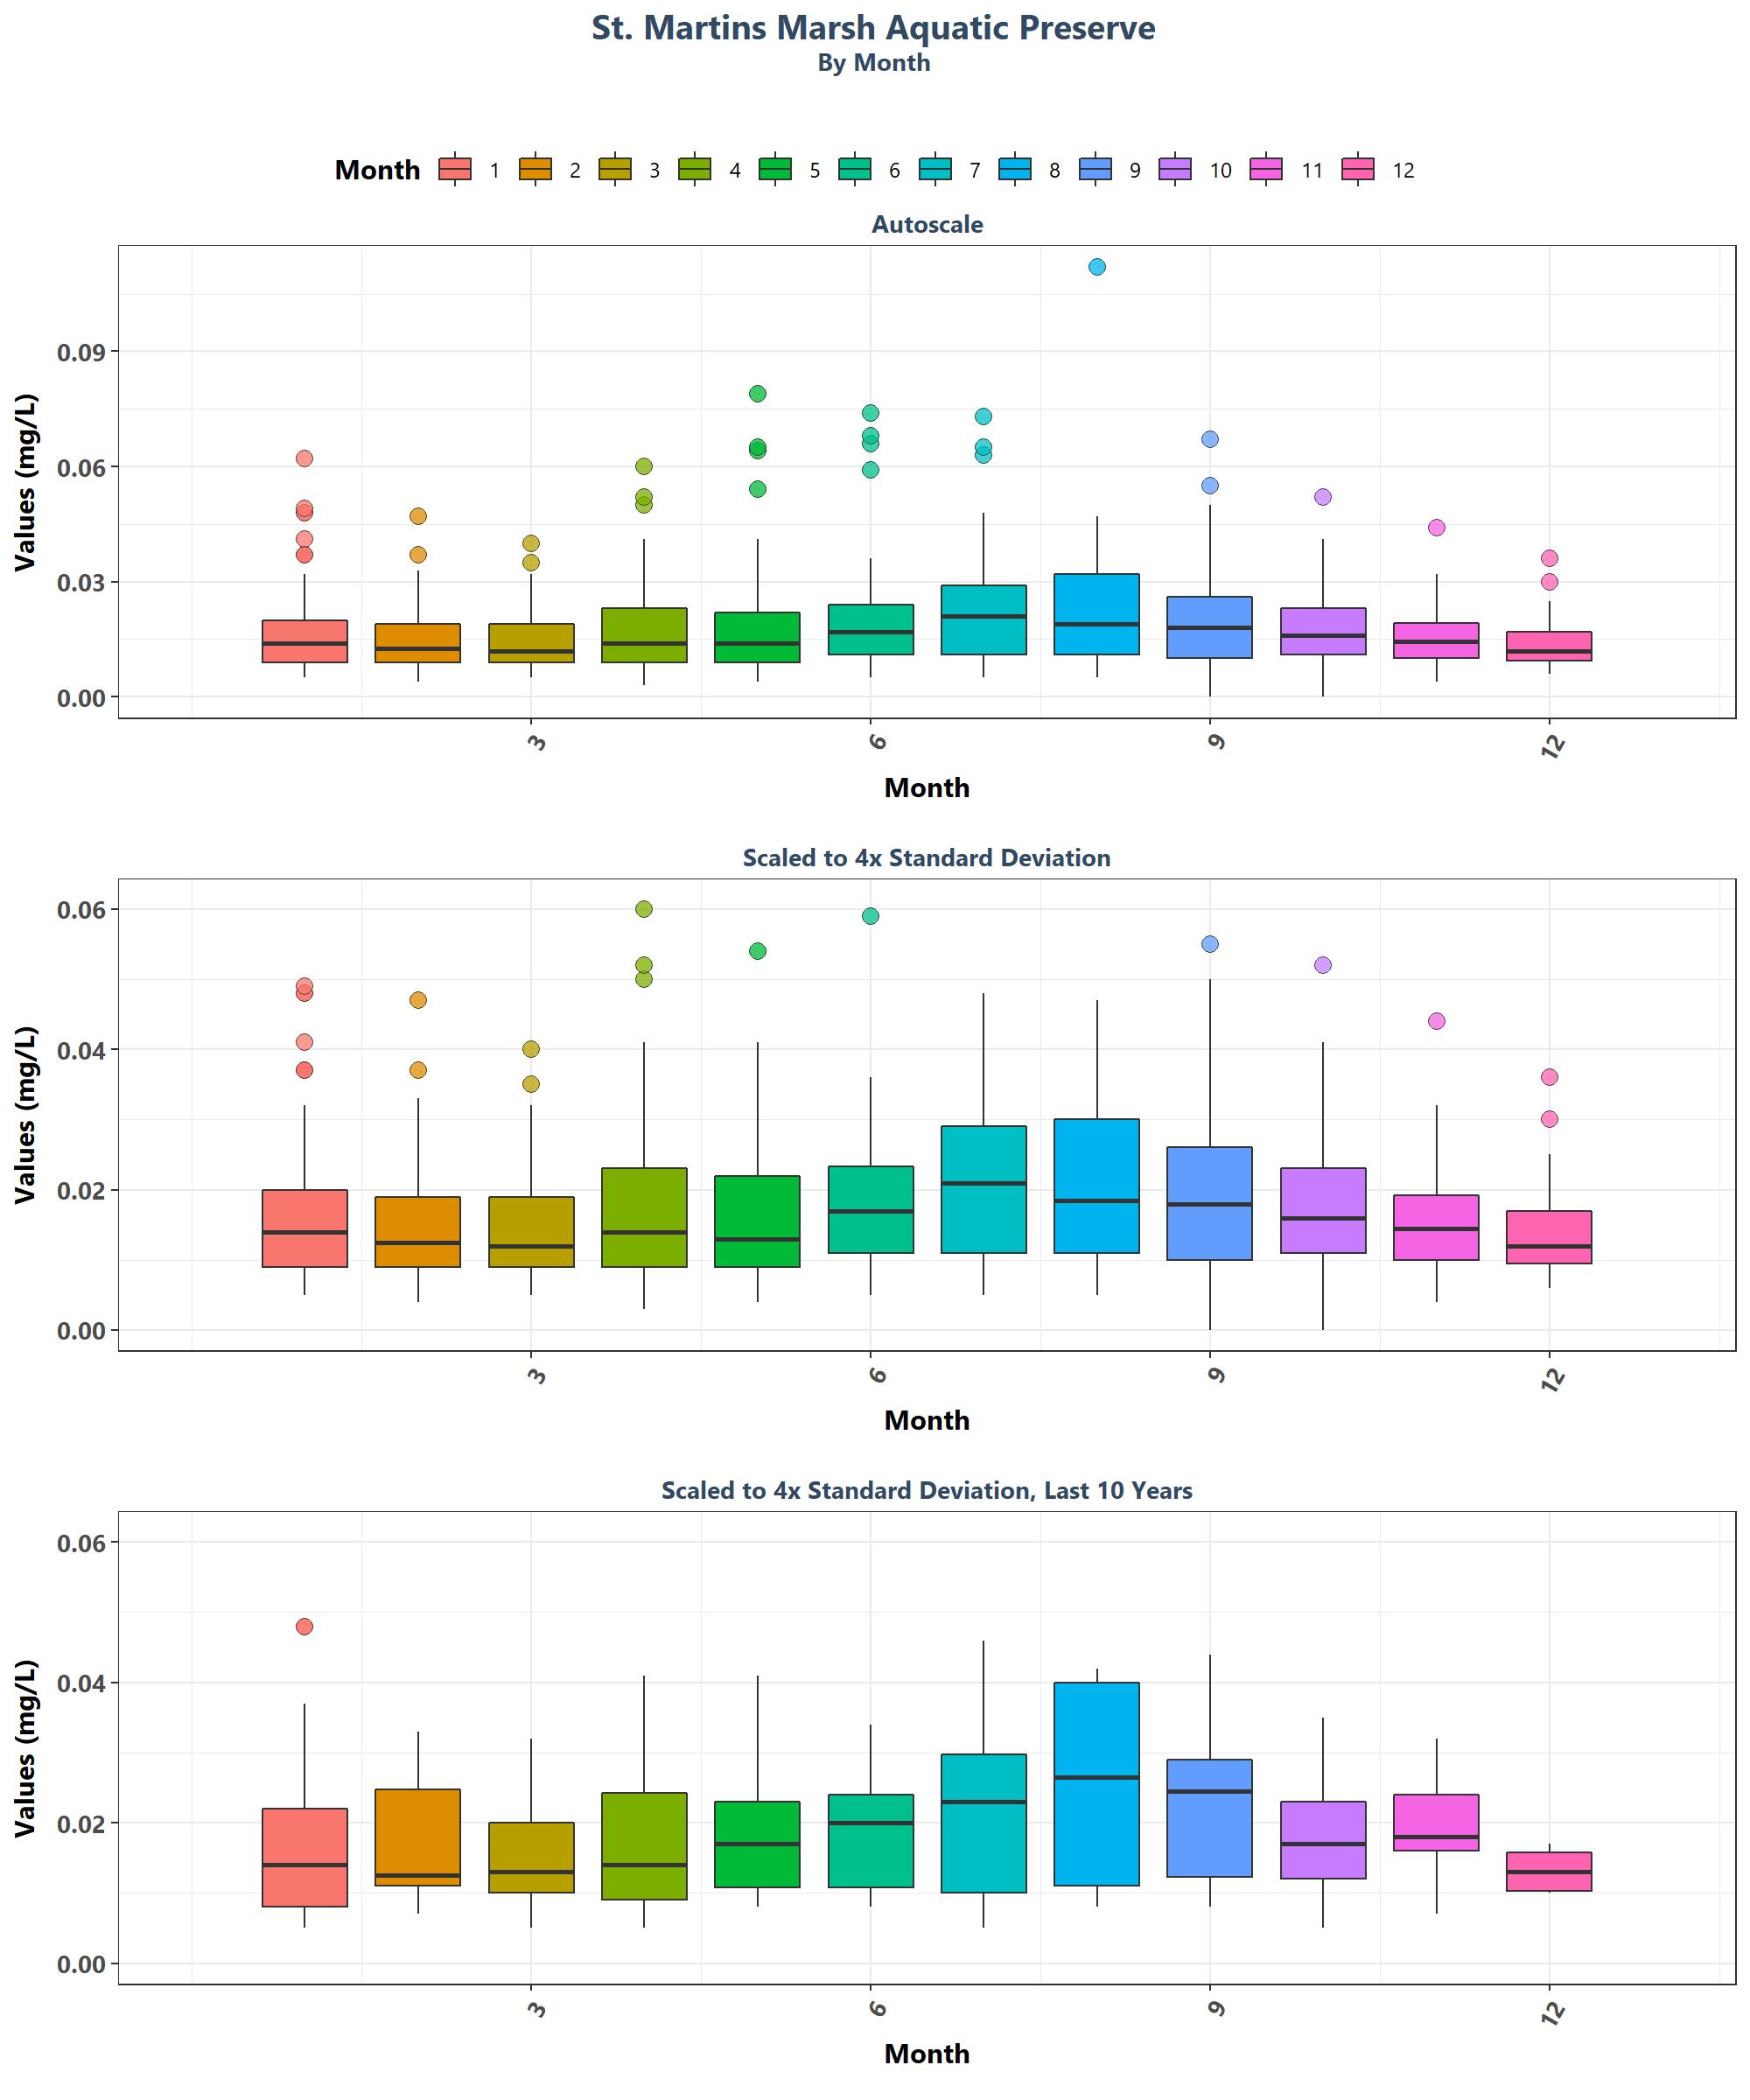 St. Martins Marsh Aquatic Preserve
By Month
Month 1 2 3 4 5 6 7 8 9 10 11 12
Autoscale
Values (mg/L)
0.09
0.06
0.03
0.00
3 6 9 12
Month
Scaled to 4x Standard Deviation
Values (mg/L)
0.06
0.04
0.02
0.00
3 6 9 12
Month
Scaled to 4x Standard Deviation, Last 10 Years
Values (mg/L)
0.06
0.04
0.02
0.00
3 6 9 12
Month